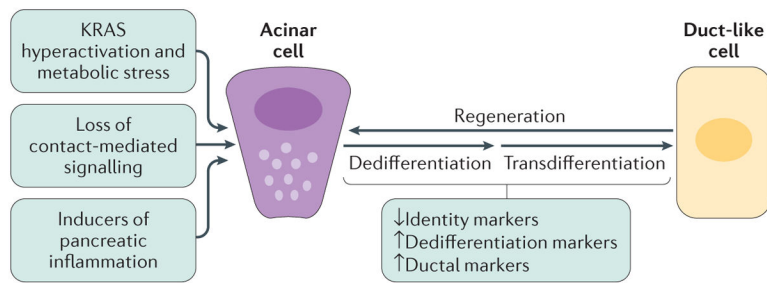 KRAS
hyperactivation and
metabolic stress
Loss of
contact-mediated
signalling
Inducers of
pancreatic
inflammation
Acinar
cell
Duct-like
cell
Regeneration
Dedifferentiation
Transdifferentiation
↓Identity markers
↑Dedifferentiation markers
↑Ductal markers